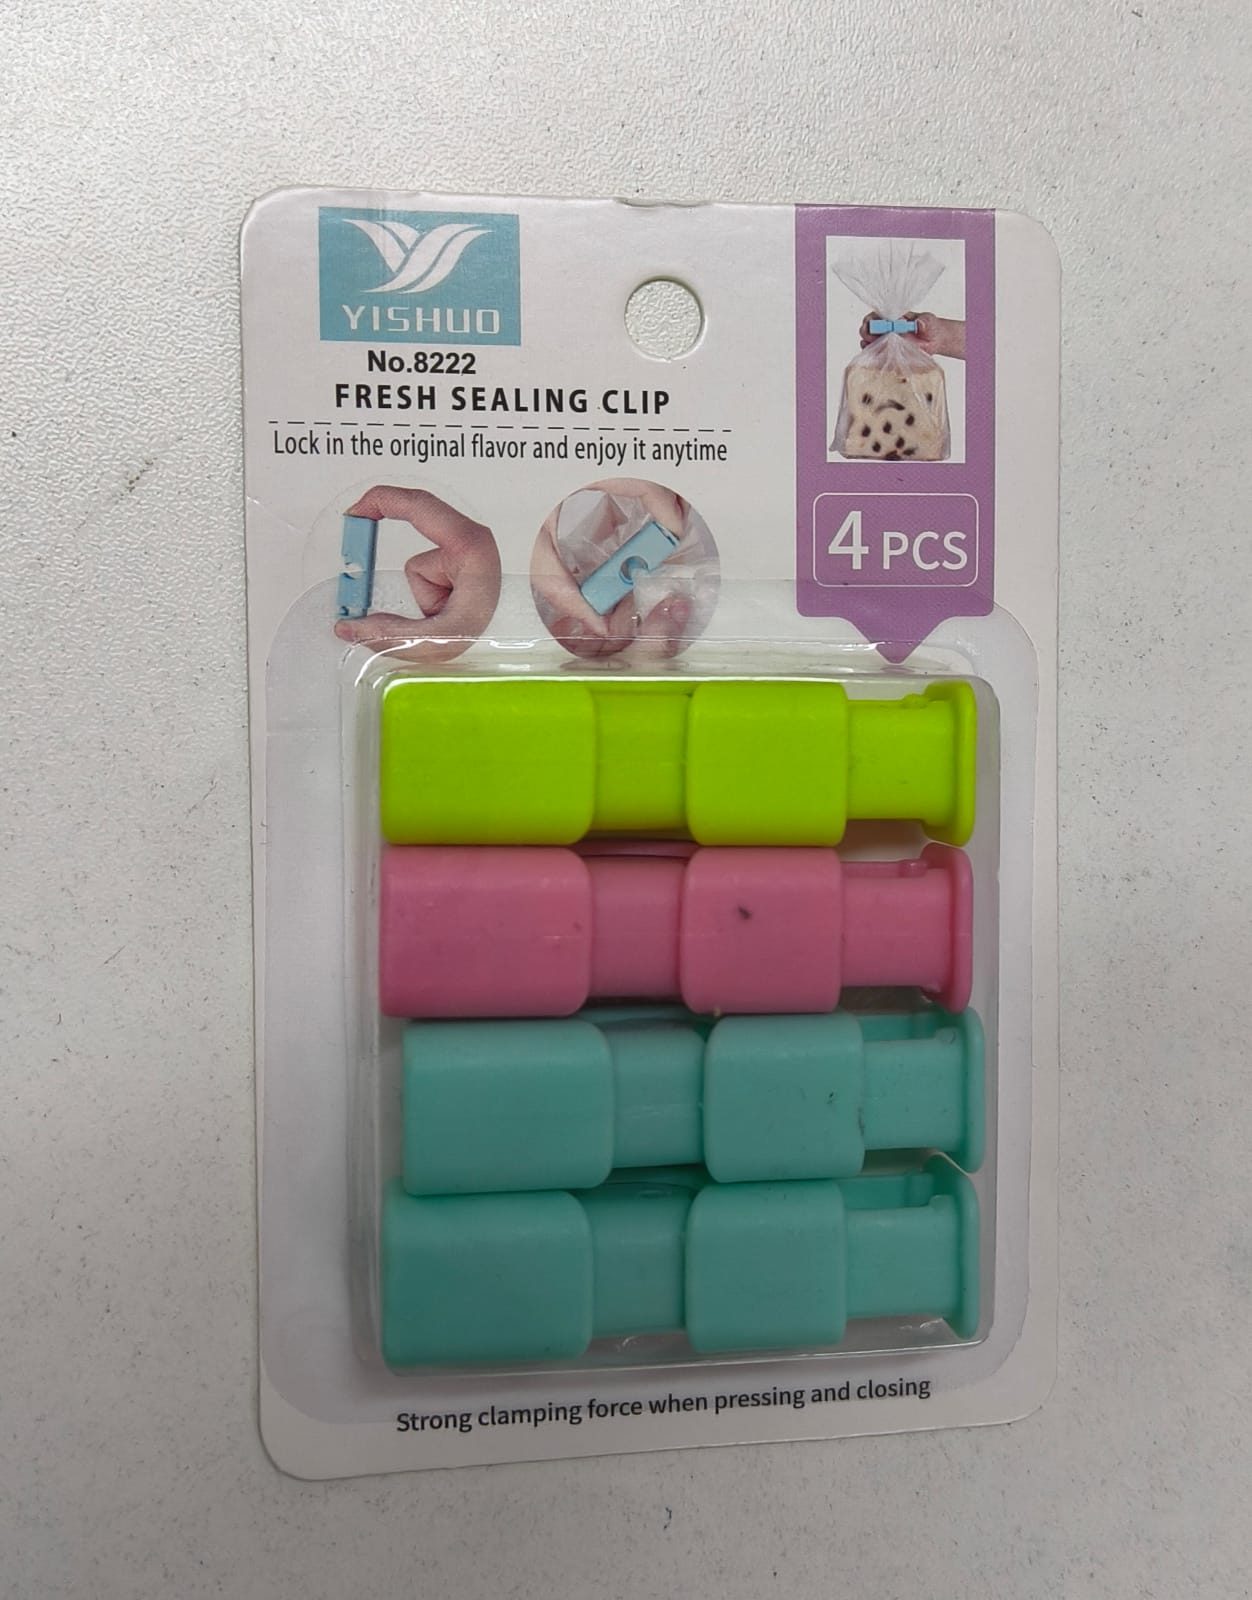 YISHUO
No.8222
FRESH SEALING CLIP
Lock in the original flavor and enjoy it anytime
4 PCS
Strong clamping force when pressing and closing